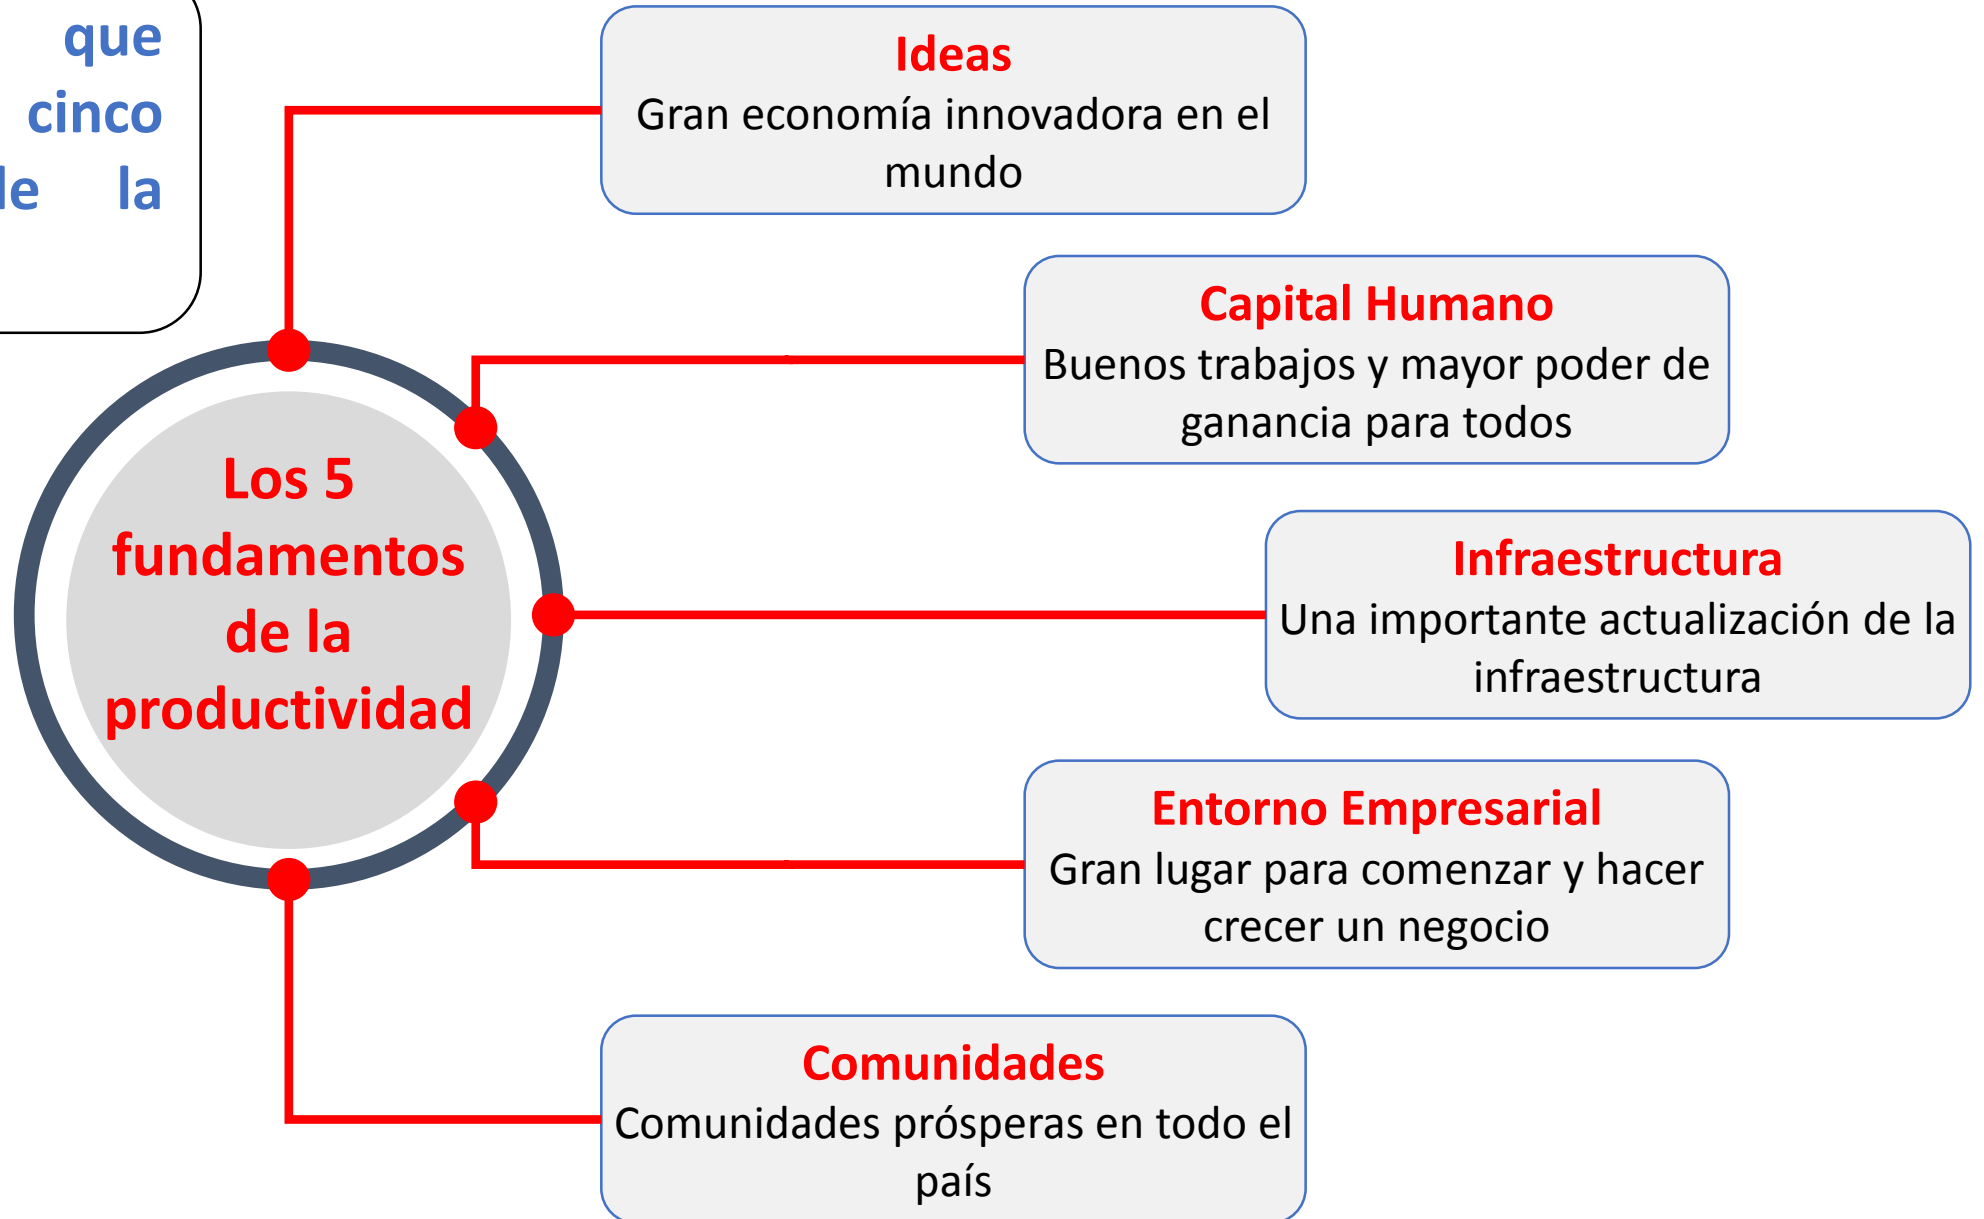 que
cinco
la
Ideas
Gran economía innovadora en el
mundo
Capital Humano
Buenos trabajos y mayor poder de
ganancia para todos
Los 5
fundamentos
de la
productividad
Infraestructura
Una importante actualización de la
infraestructura
Entorno Empresarial
Gran lugar para comenzar y hacer
crecer un negocio
Comunidades
Comunidades prósperas en todo el
país